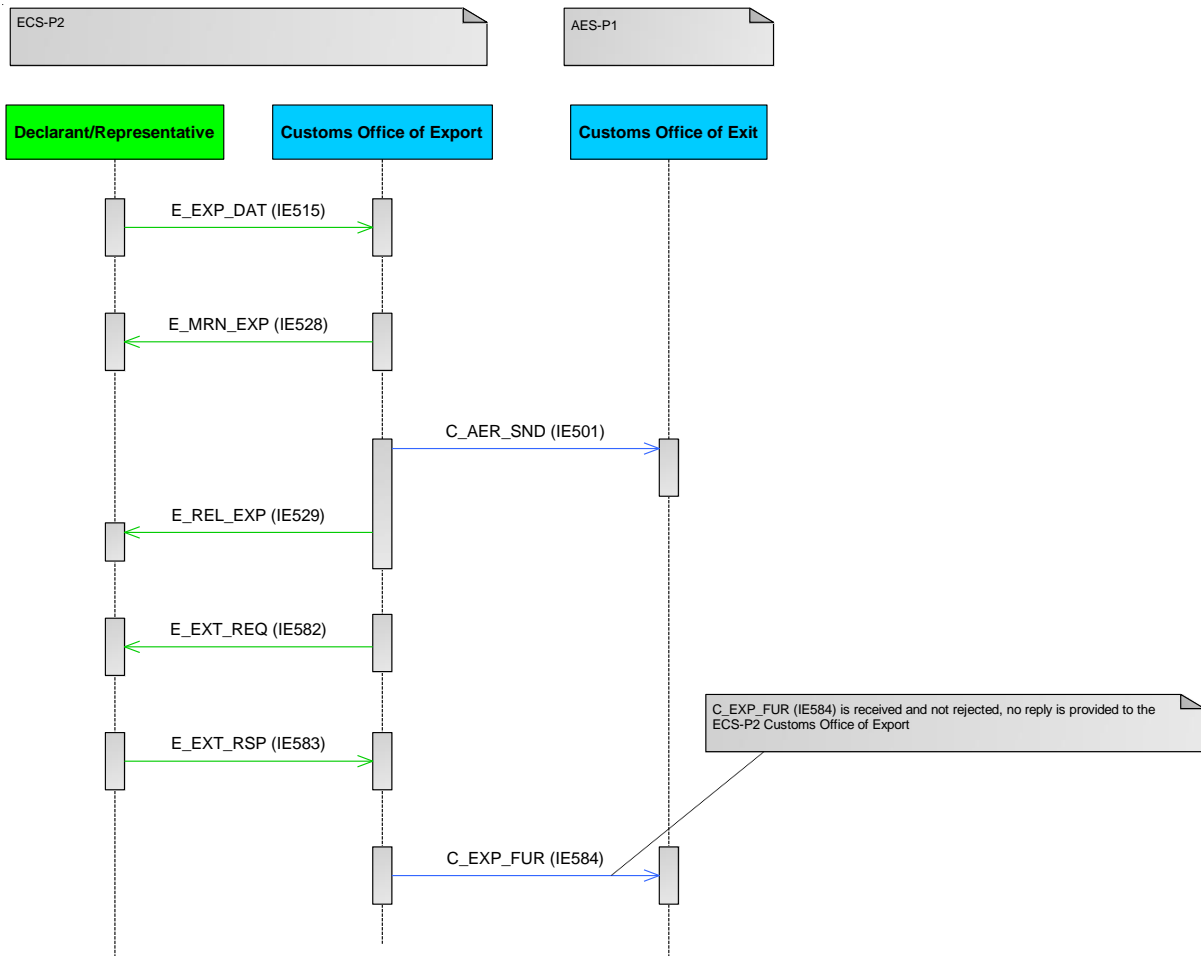 ECS-P2
AES-P1
Declarant/Representative
Customs Office of Export
Customs Office of Exit
E_EXP_DAT (IE515)
E_MRN_EXP (IE528)
C_AER_SND (IE501)
E_REL_EXP (IE529)
E_EXT_REQ (IE582)
C_EXP_FUR (IE584) is received and not rejected, no reply is provided to the
ECS-P2 Customs Office of Export
E_EXT_RSP (IE583)
C_EXP_FUR (IE584)